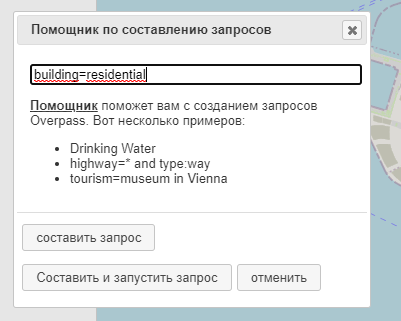 Помощник по составлению запросов
building=residential
Помощник поможет вам с созданием запросов
Overpass. Вот несколько примеров:
Drinking Water
highway=* and type:way
tourism=museum in Vienna
составить запрос
Составить и запустить запрос
отменить